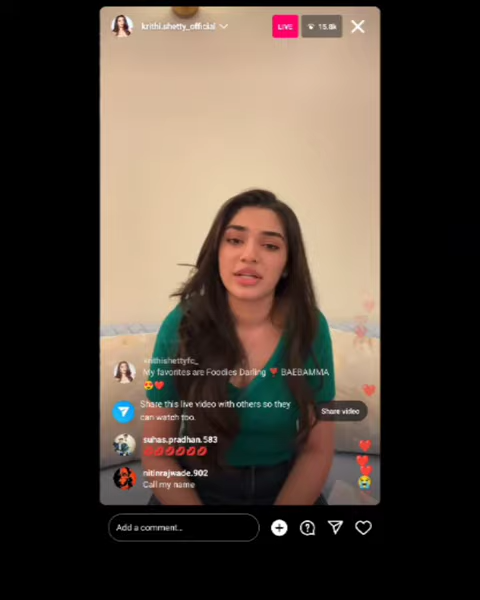 krithi.shetty_official
LIVE
15.8k
krithishettyfc_
My favorites are Foodies Darling ❣️ BAEBAMMA
😍❤️
Share this live video with others so they
can watch too.
Share video
suhas.pradhan.583
💋💋💋💋💋💋
nitinrajwade.902
Call my name
Add a comment...